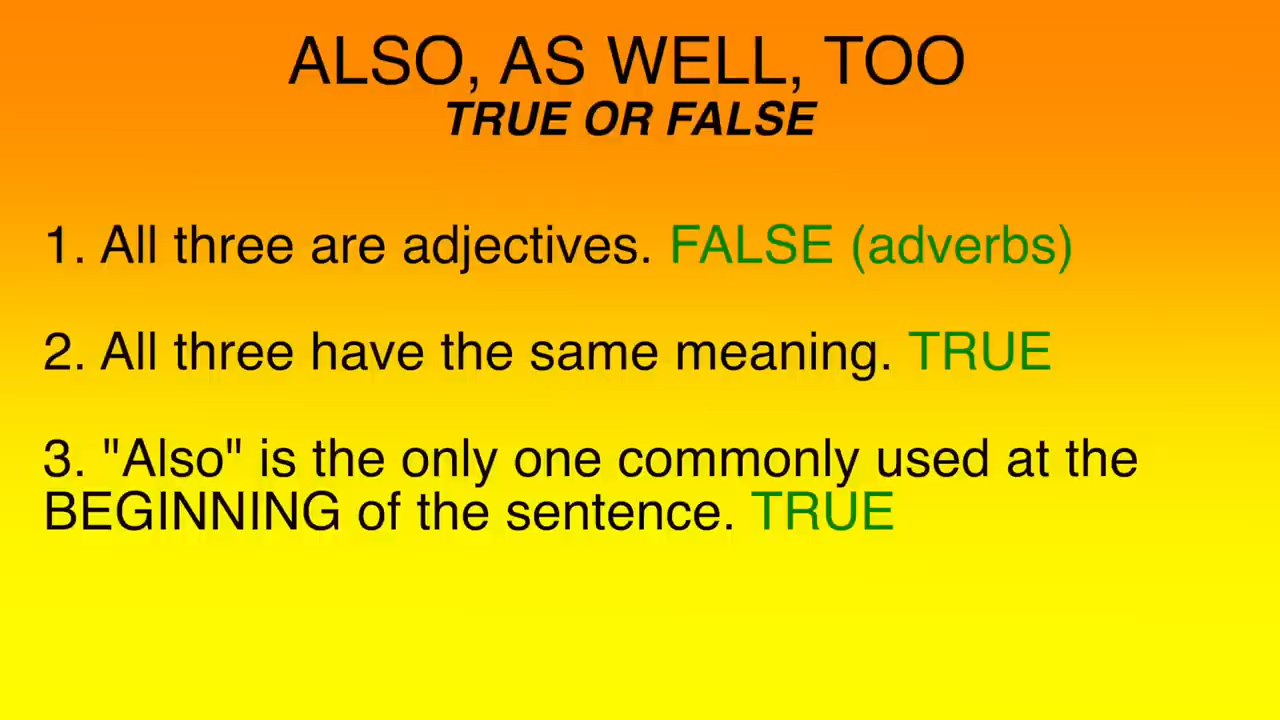 ALSO, AS WELL, TOO
TRUE OR FALSE
1. All three are adjectives. FALSE (adverbs)
2. All three have the same meaning. TRUE
3. "Also" is the only one commonly used at the
BEGINNING of the sentence. TRUE